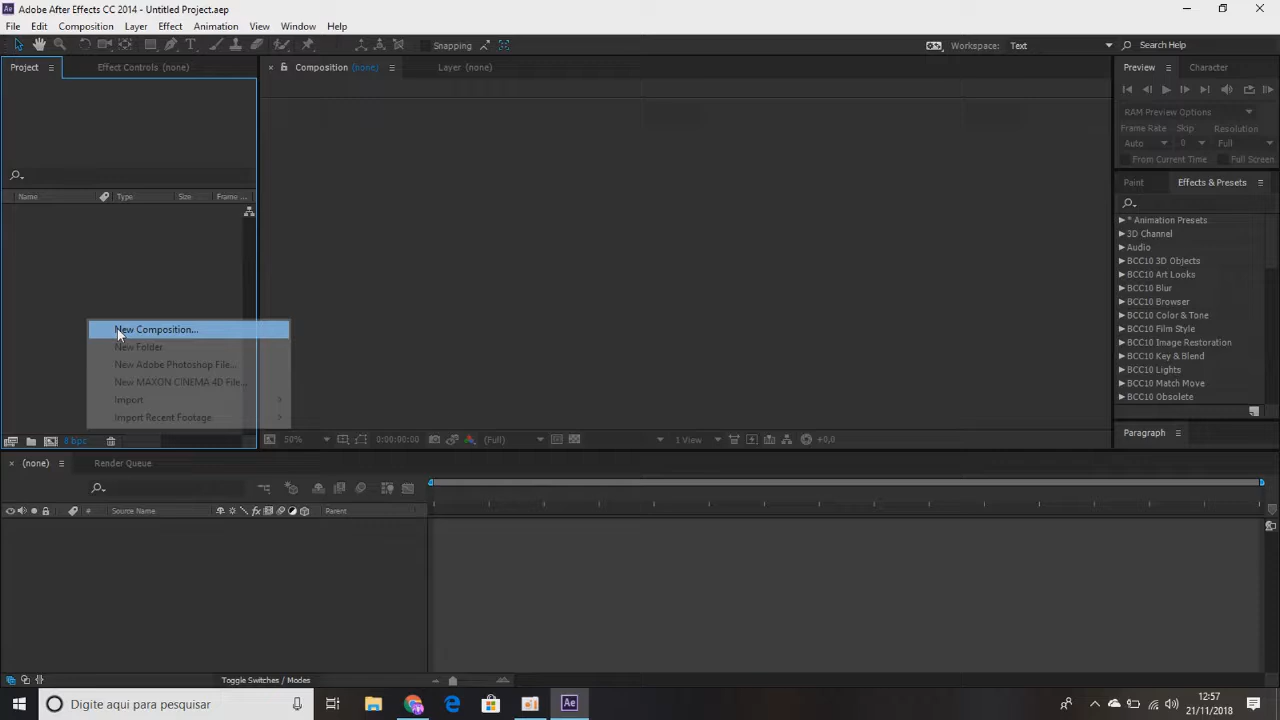 Adobe After Effects CC 2014 - Untitled Project.aep
File Edit Composition Layer Effect Animation View Window Help
Snapping Workspace: Text Search Help
Project Effect Controls (none) Composition (none) Layer (none) Preview Character
RAM Preview Options
Frame Rate Skip Resolution
Auto 0 Full
From Current Time Full Screen
Paint Effects & Presets
Name Type Size Frame ...
* Animation Presets
3D Channel
Audio
BCC10 3D Objects
BCC10 Art Looks
BCC10 Blur
BCC10 Browser
BCC10 Color & Tone
BCC10 Film Style
BCC10 Image Restoration
BCC10 Key & Blend
BCC10 Lights
BCC10 Match Move
BCC10 Obsolete
New Composition...
New Folder
New Adobe Photoshop File...
New MAXON CINEMA 4D File...
Import
Import Recent Footage
8 bpc 50% 0:00:00:00 (Full) 1 View +0,0
Paragraph
(none) Render Queue
# Source Name Parent
Toggle Switches / Modes
Digite aqui para pesquisar
Ae
12:57
21/11/2018